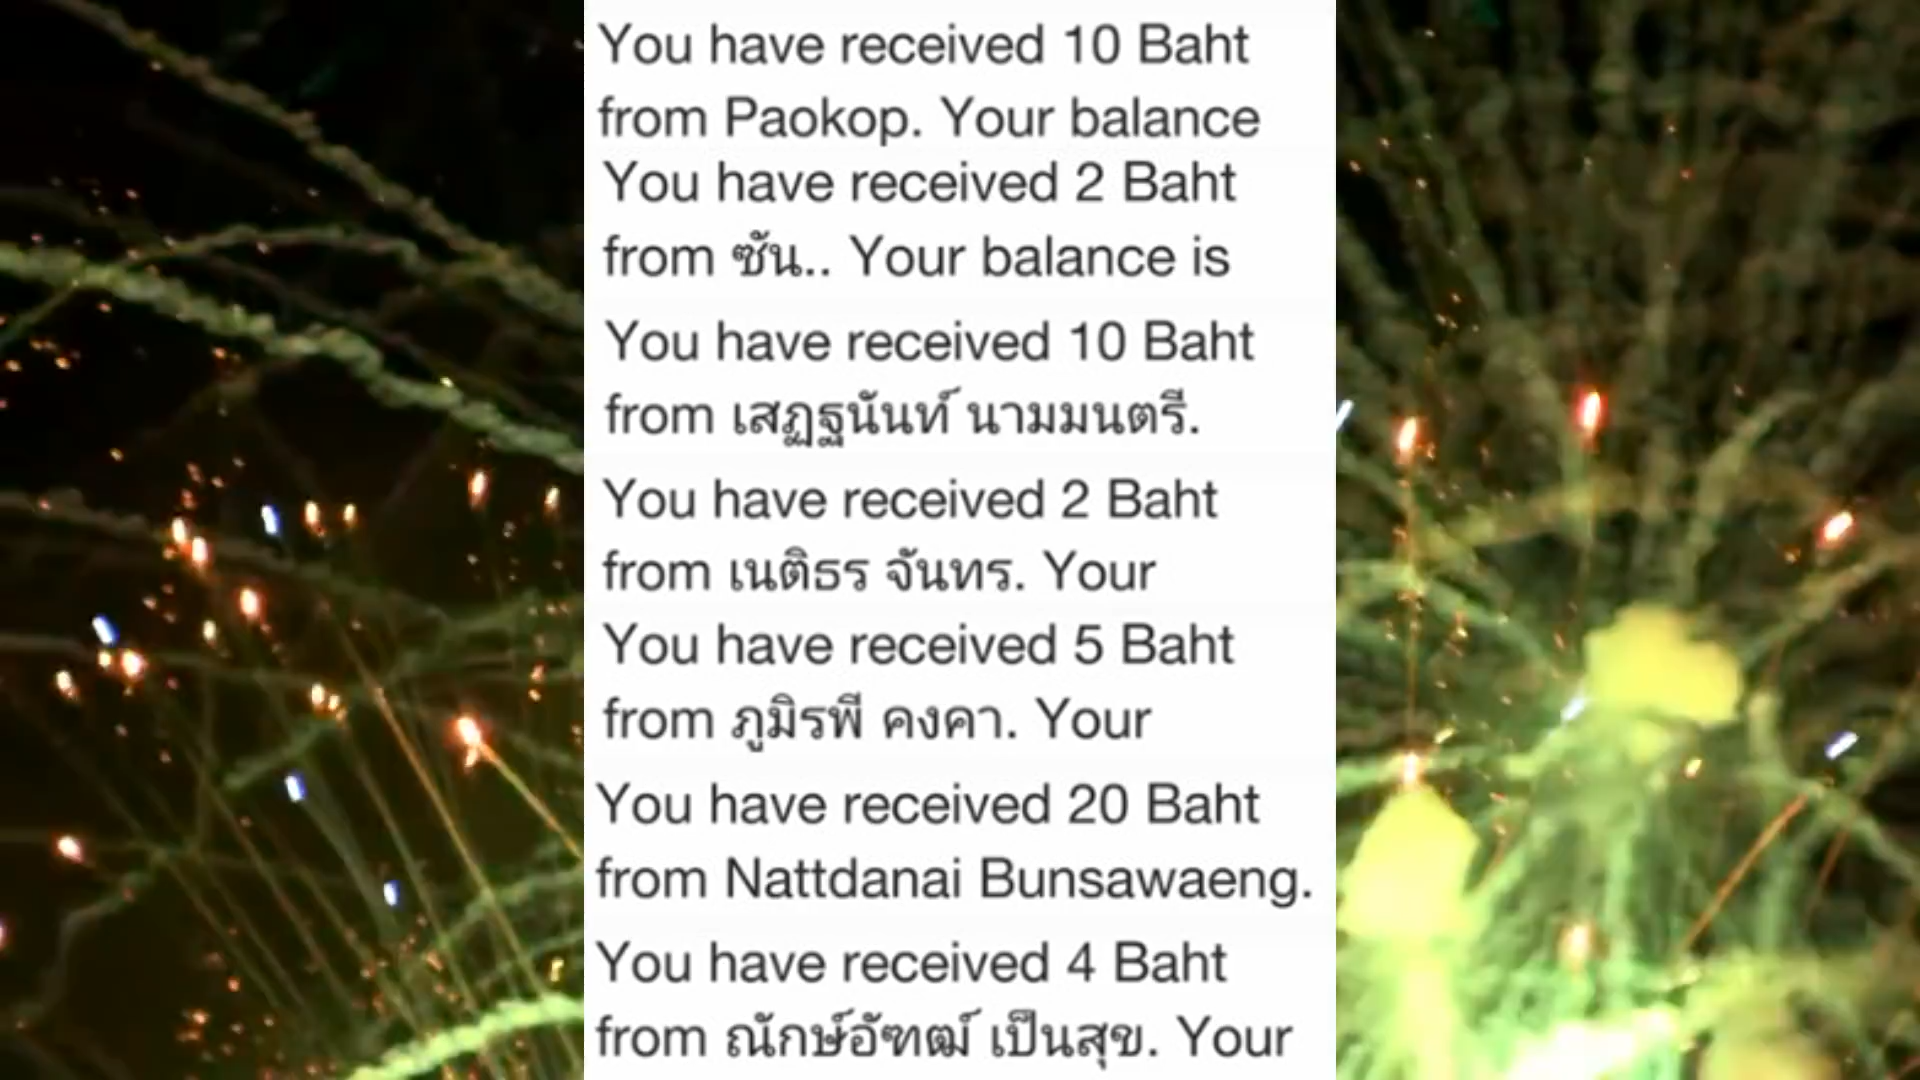 You have received 10 Baht
from Paokop. Your balance
You have received 2 Baht
from ซัน.. Your balance is
You have received 10 Baht
from เสฏฐนันท์ นามมนตรี.
You have received 2 Baht
from เนติธร จันทร. Your
You have received 5 Baht
from ภูมิรพี คงคา. Your
You have received 20 Baht
from Nattdanai Bunsawaeng.
You have received 4 Baht
from ณักษ์อัฑฒ์ เป็นสุข. Your